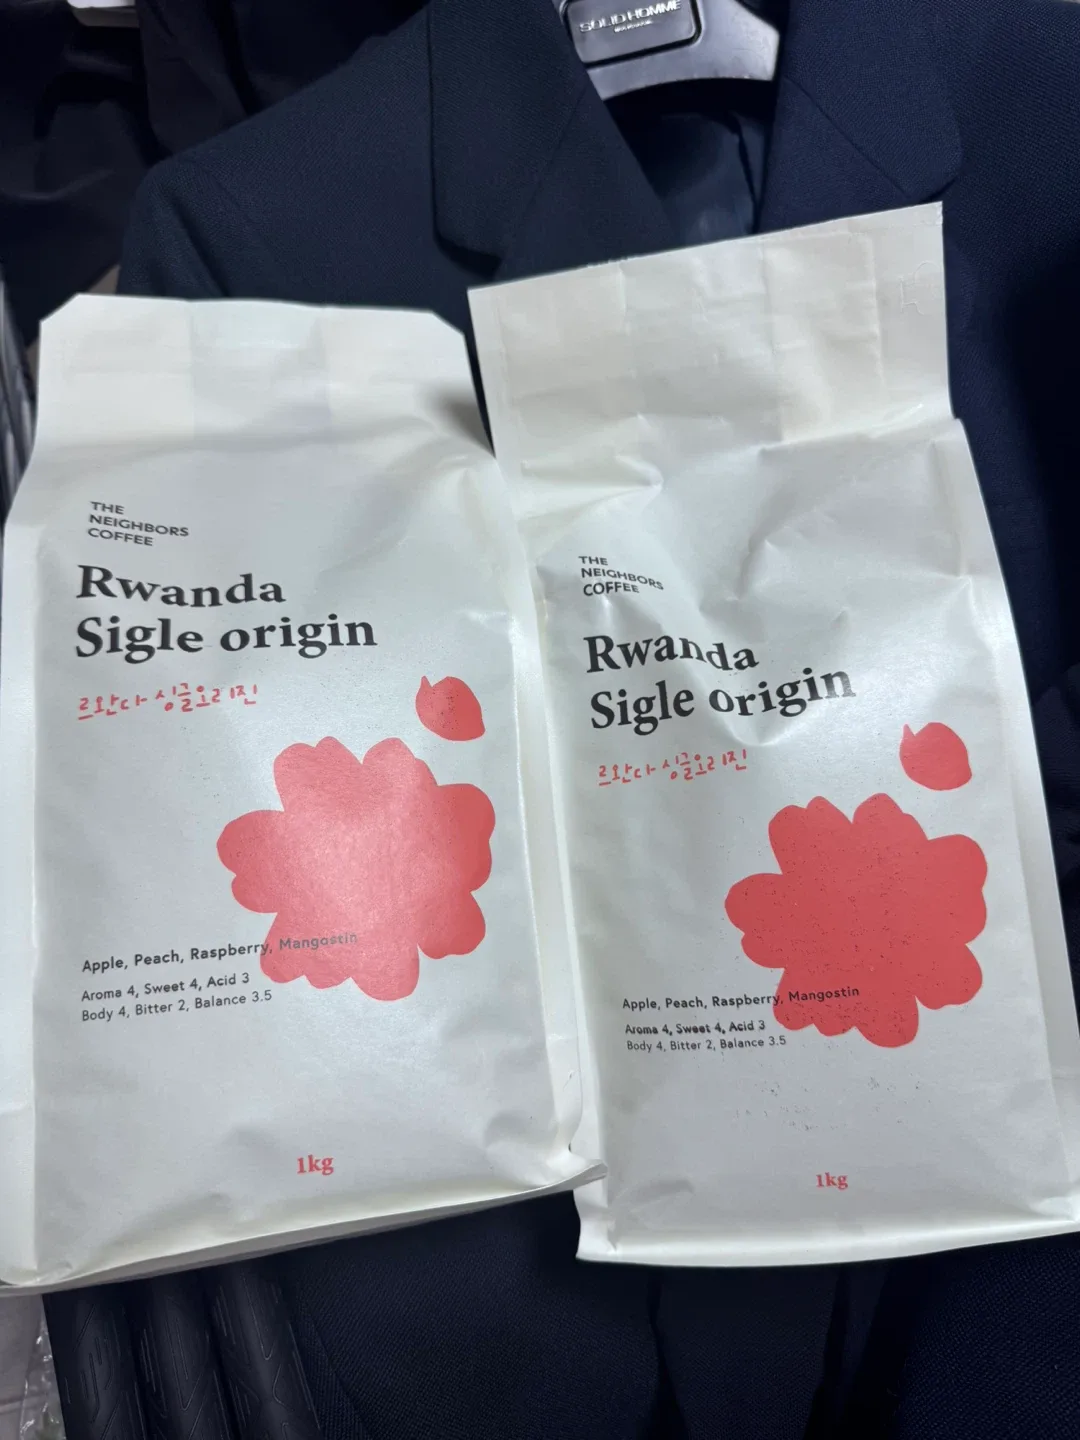 SOLID HOMME
THE
NEIGHBORS
COFFEE
Rwanda
Sigle origin
르완다 싱글오리진
Apple, Peach, Raspberry, Mangostin
Aroma 4, Sweet 4, Acid 3
Body 4, Bitter 2, Balance 3.5
1kg
THE
NEIGHBORS
COFFEE
Rwanda
Sigle origin
르완다 싱글오리진
Apple, Peach, Raspberry, Mangostin
Aroma 4, Sweet 4, Acid 3
Body 4, Bitter 2, Balance 3.5
1kg